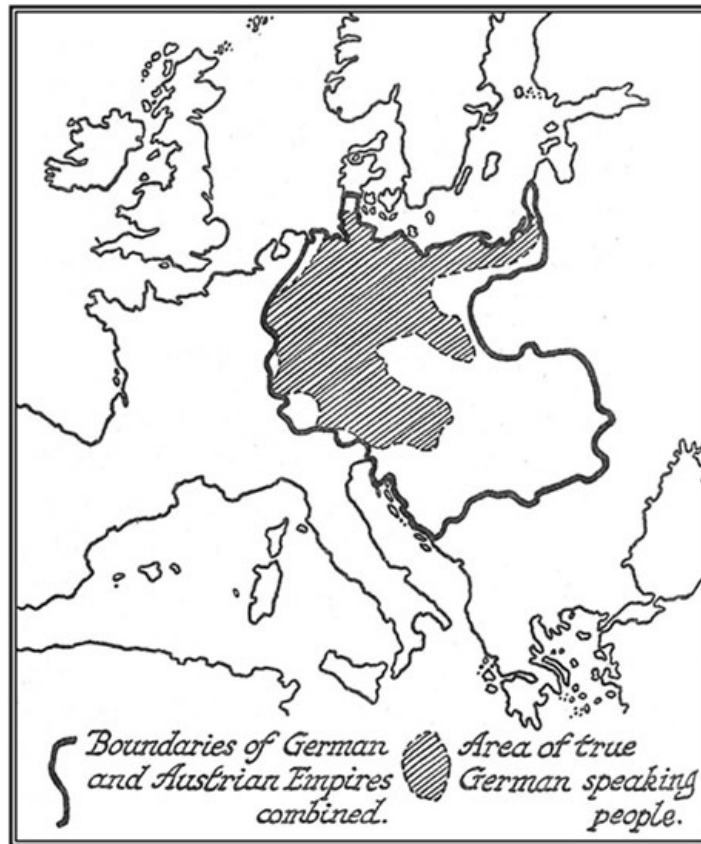 Boundaries of German
and Austrian Empires
combined.
Area of true
German speaking
people.